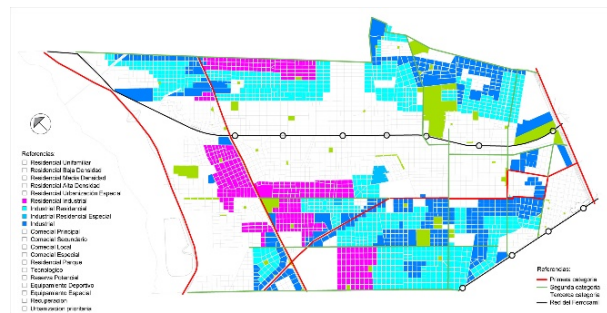 Referencias:
Residencial Unifamiliar
Residencial Baja Densidad
Residencial Media Densidad
Residencial Alta Densidad
Residencial Urbanización Especial
Residencial Industrial
Industrial Residencial
Industrial Residencial Especial
Industrial
Comercial Principal
Comercial Secundario
Comercial Local
Comercial Especial
Residencial Parque
Tecnológico
Reserva Potencial
Equipamiento Deportivo
Equipamiento Especial
Recuperación
Urbanización prioritaria
Referencias:
Primera categoría
Segunda categoría
Tercera categoría
Red del Ferrocarril